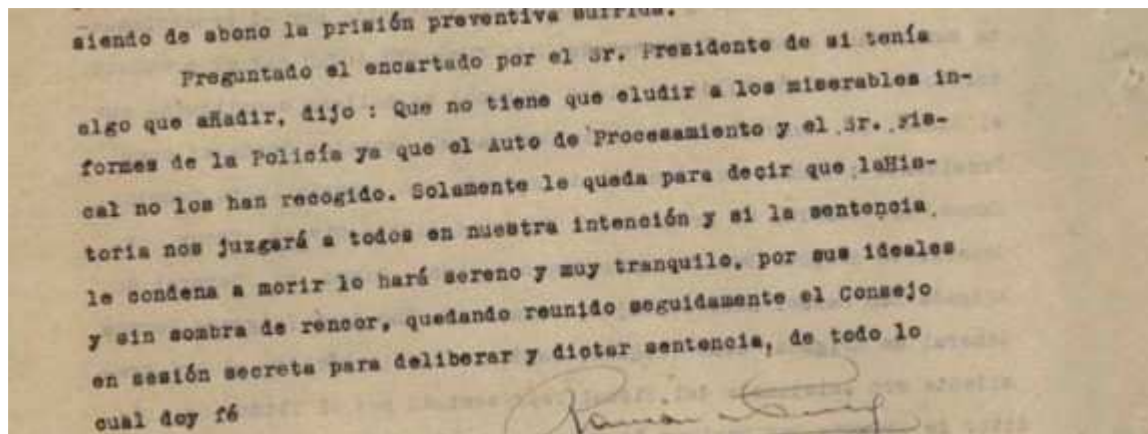 siendo de abono la prisión preventiva sufrida.
Preguntado el encartado por el Sr. Presidente de si tenía
algo que añadir, dijo : Que no tiene que eludir a los miserables in-
formes de la Policía ya que el Auto de Procesamiento y el Sr. Fis-
cal no los han recogido. Solamente le queda para decir que laHis-
toria nos juzgará a todos en nuestra intención y si la sentencia
le condena a morir lo hará sereno y muy tranquilo, por sus ideales
y sin sombra de rencor, quedando reunido seguidamente el Consejo
en sesión secreta para deliberar y dictar sentencia, de todo lo
cual doy fé